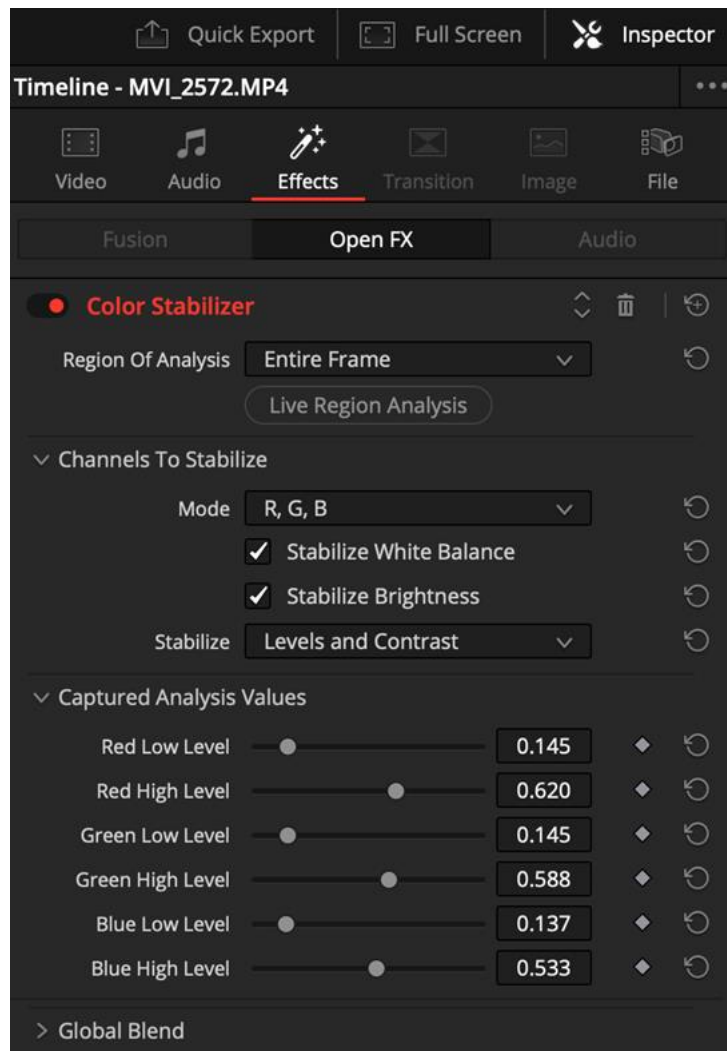 Quick Export Full Screen Inspector
Timeline - MVI_2572.MP4
Video Audio Effects Transition Image File
Fusion Open FX Audio
Color Stabilizer
Region Of Analysis Entire Frame
Live Region Analysis
Channels To Stabilize
Mode R, G, B
Stabilize White Balance
Stabilize Brightness
Stabilize Levels and Contrast
Captured Analysis Values
Red Low Level 0.145
Red High Level 0.620
Green Low Level 0.145
Green High Level 0.588
Blue Low Level 0.137
Blue High Level 0.533
Global Blend